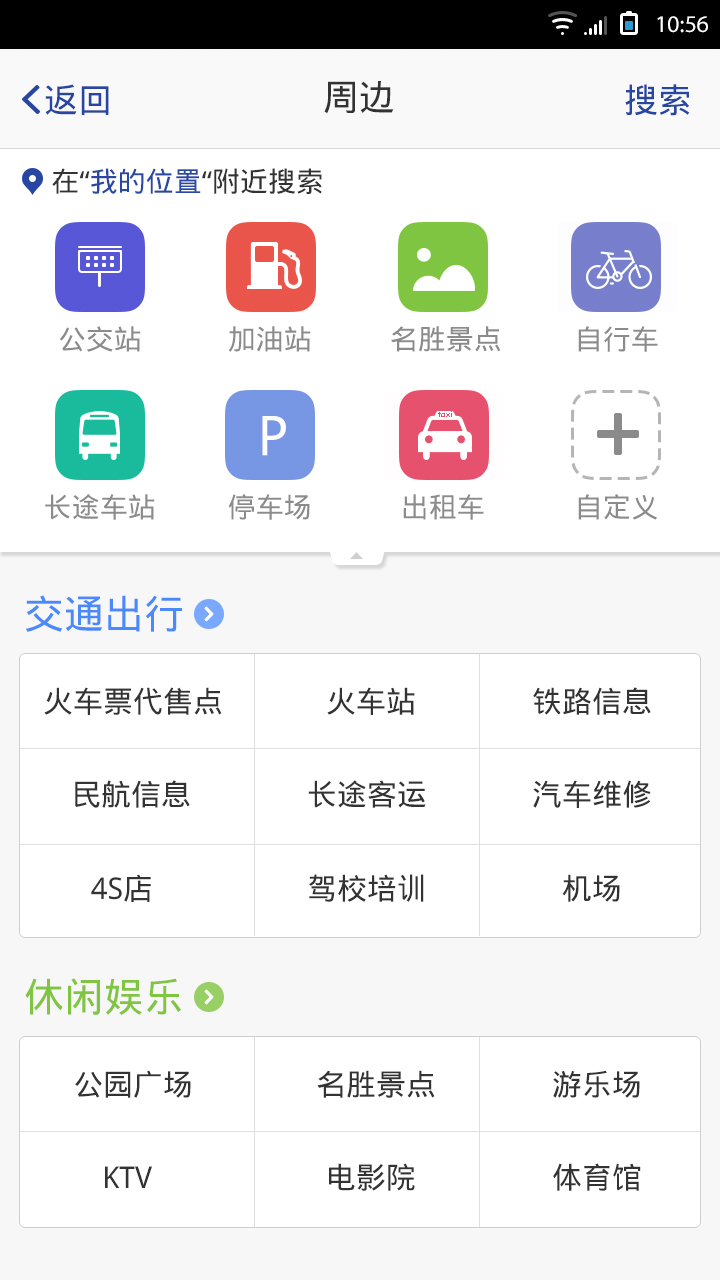 10:56
返回 周边 搜索
在“我的位置“附近搜索
公交站 加油站 名胜景点 自行车
P taxi
长途车站 停车场 出租车 自定义
交通出行
火车票代售点 火车站 铁路信息
民航信息 长途客运 汽车维修
4S店 驾校培训 机场
休闲娱乐
公园广场 名胜景点 游乐场
KTV 电影院 体育馆